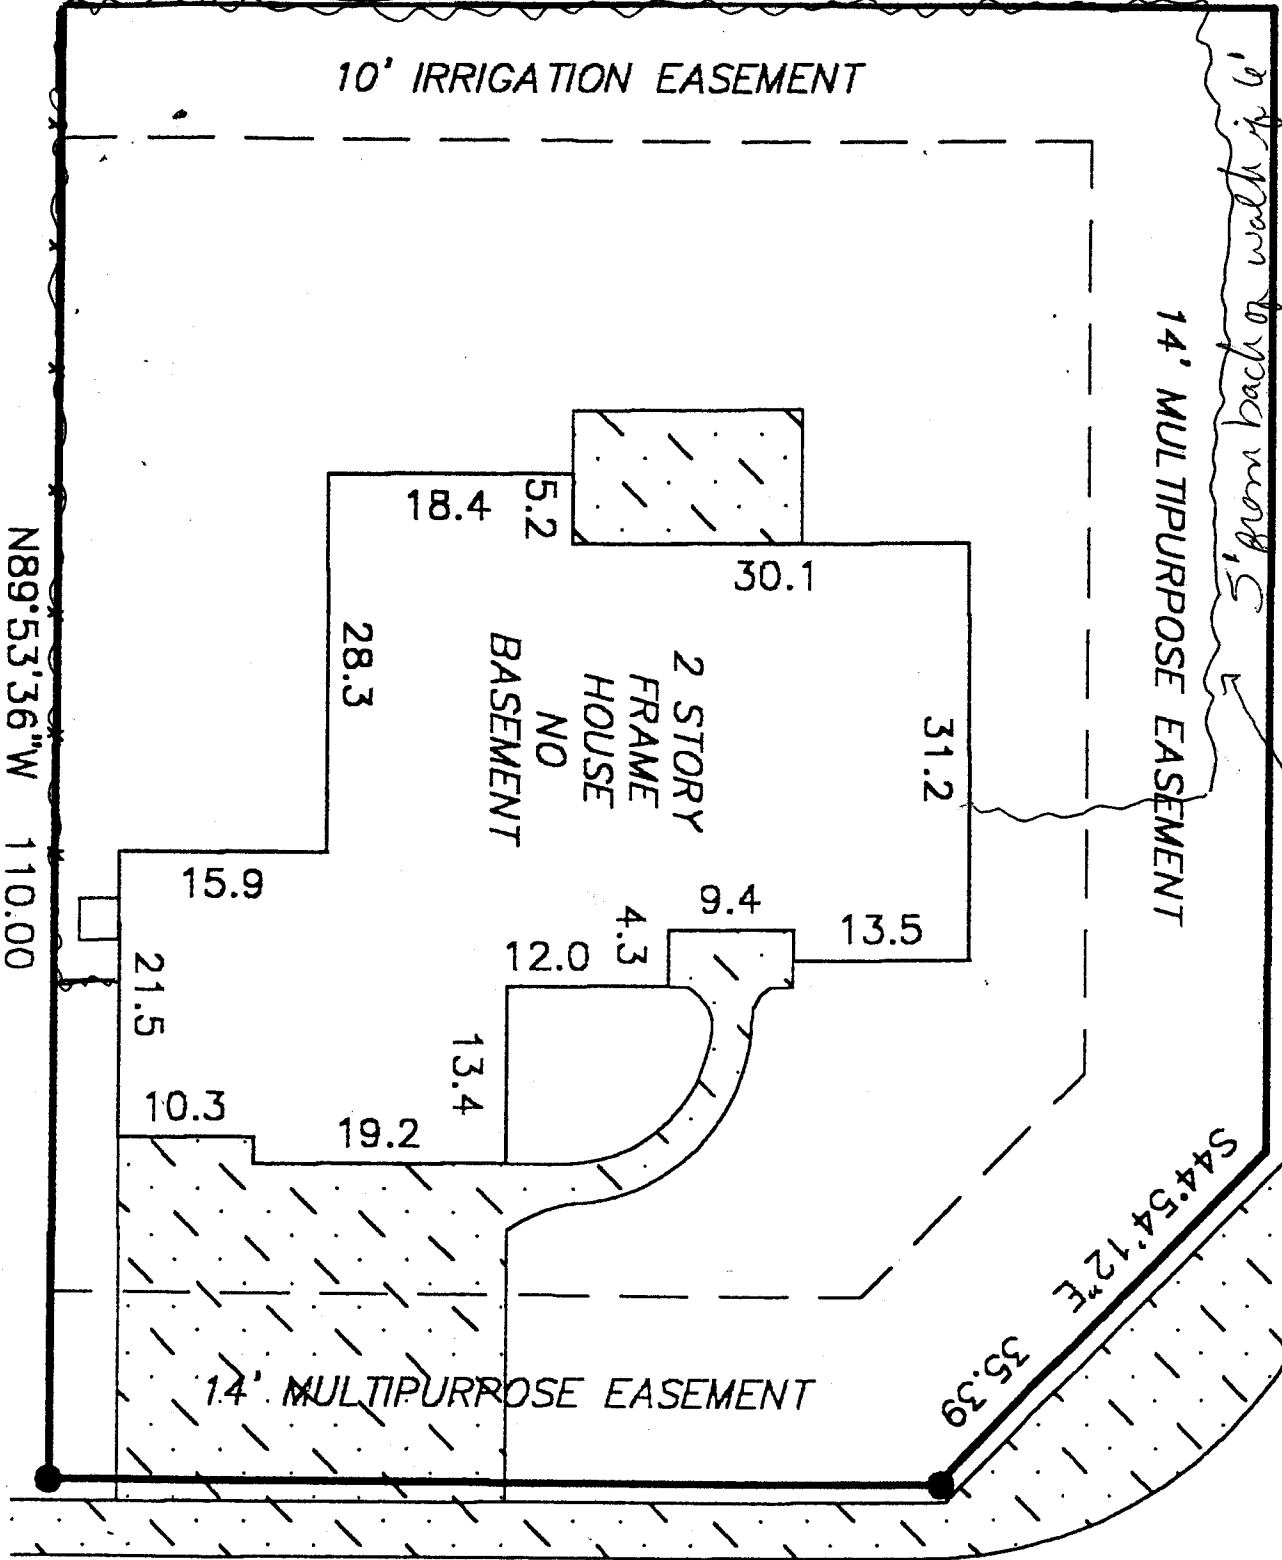 10' IRRIGATION EASEMENT
5' from back of walk if 6'
14' MULTIPURPOSE EASEMENT
18.4
5.2
30.1
28.3
2 STORY
FRAME
HOUSE
NO
BASEMENT
31.2
N89°53'36"W 110.00
15.9
9.4
4.3
13.5
12.0
21.5
13.4
10.3
19.2
S44°54'12"E
35.39
14' MULTIPURPOSE EASEMENT